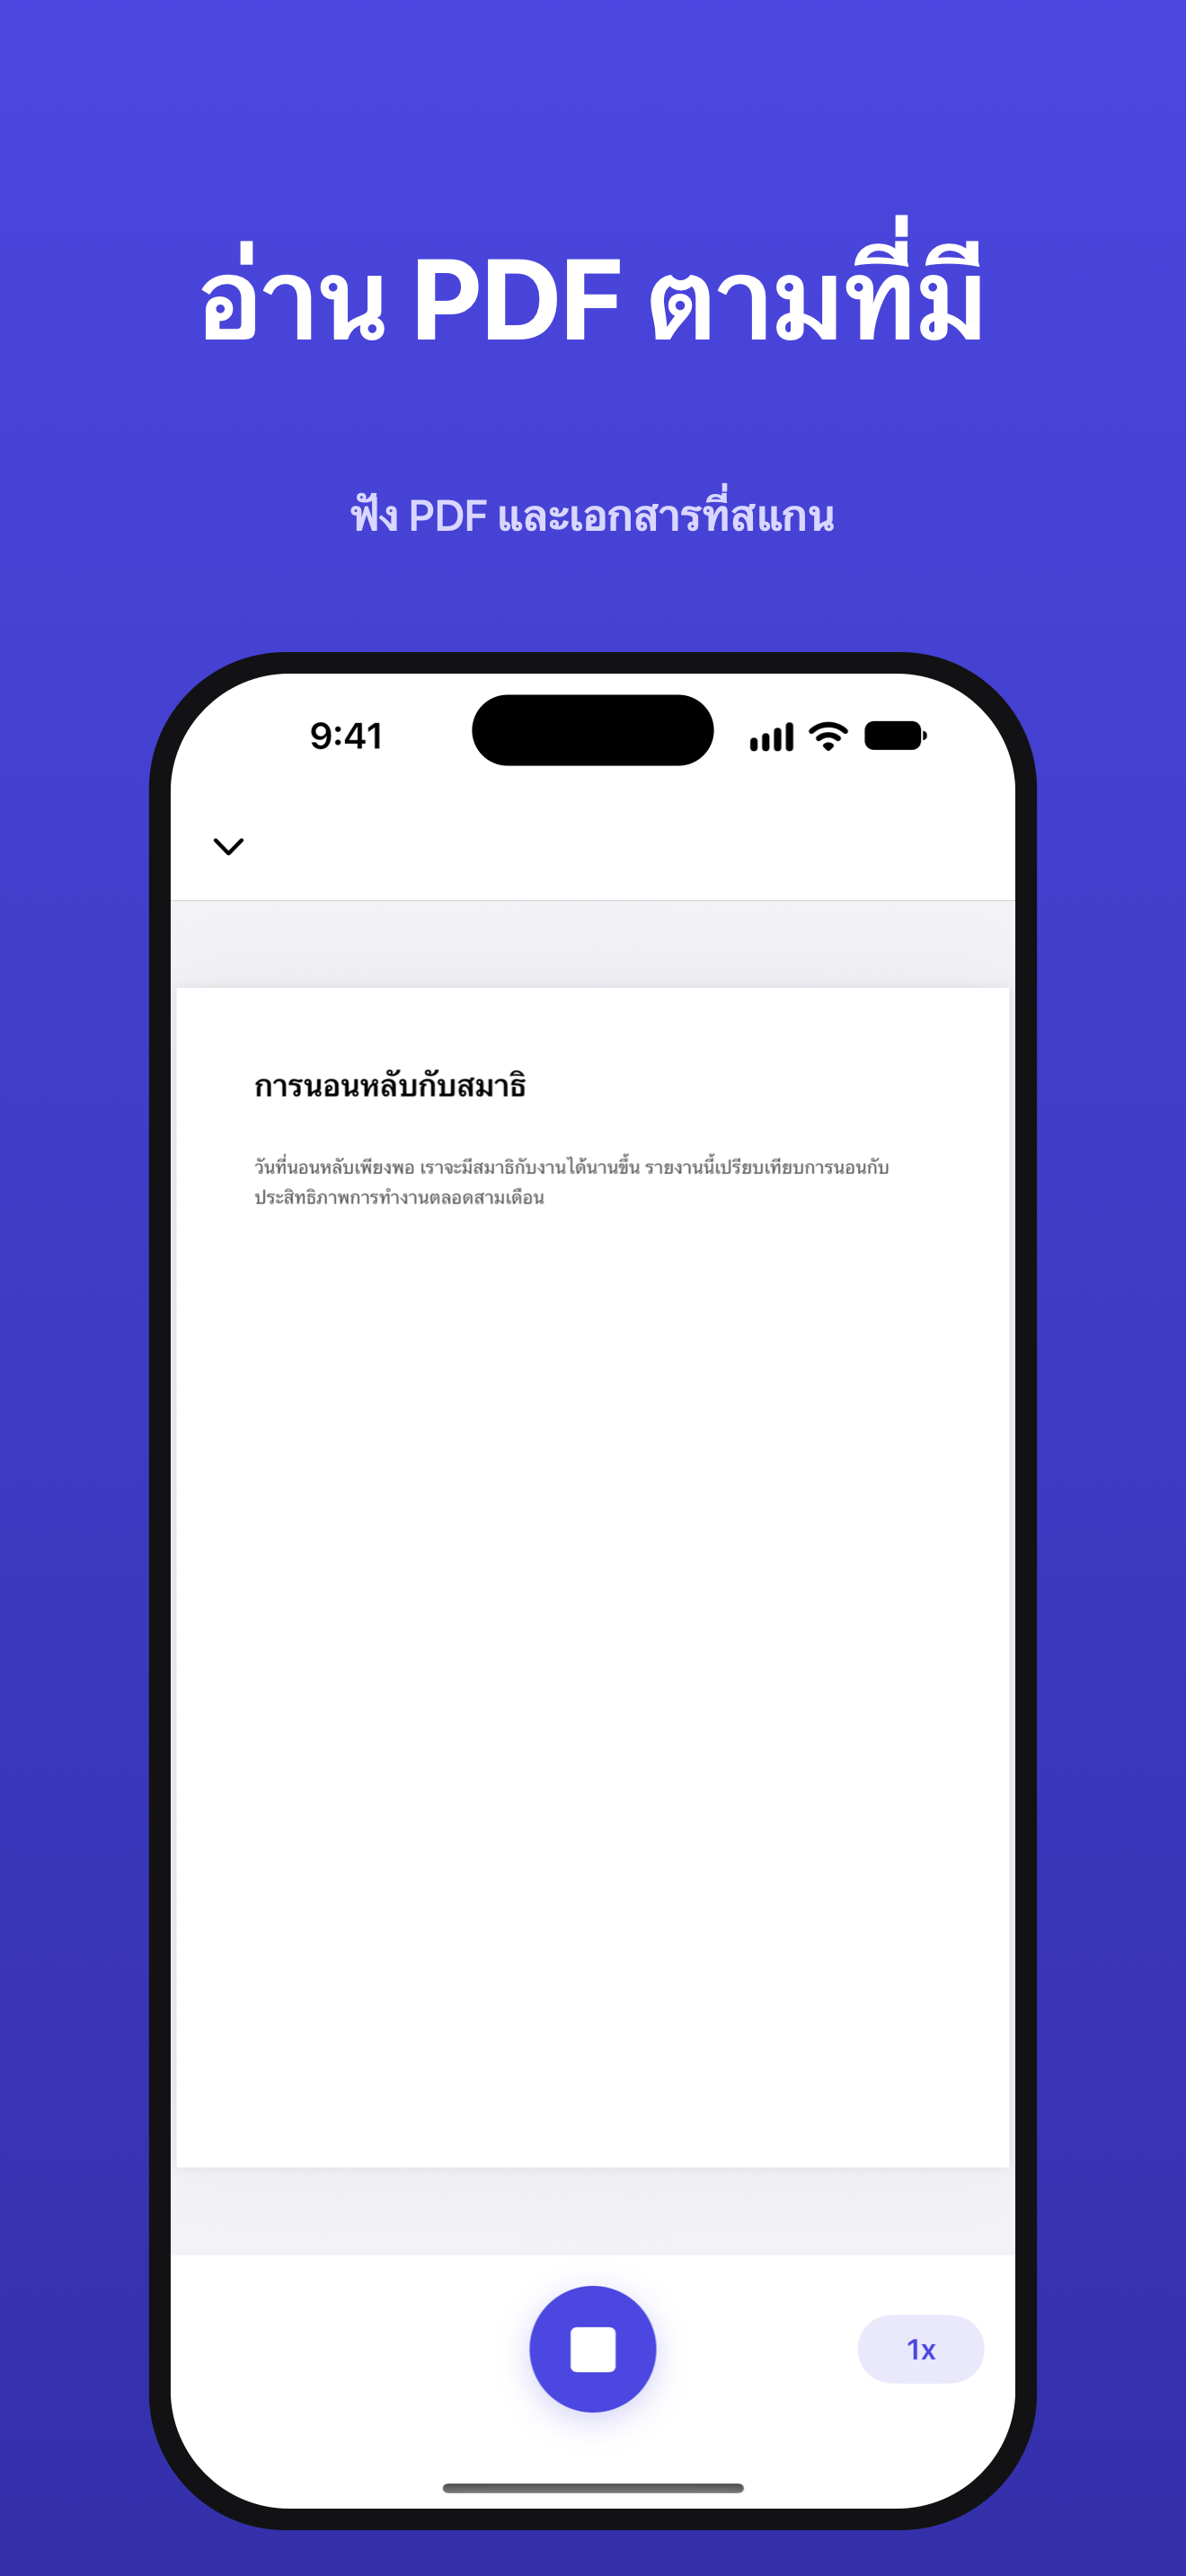 อ่าน PDF ตามที่มี
ฟัง PDF และเอกสารที่สแกน
9:41
การนอนหลับกับสมาธิ
วันที่นอนหลับเพียงพอ เราจะมีสมาธิกับงานได้นานขึ้น รายงานนี้เปรียบเทียบการนอนกับ
ประสิทธิภาพการทำงานตลอดสามเดือน
1x